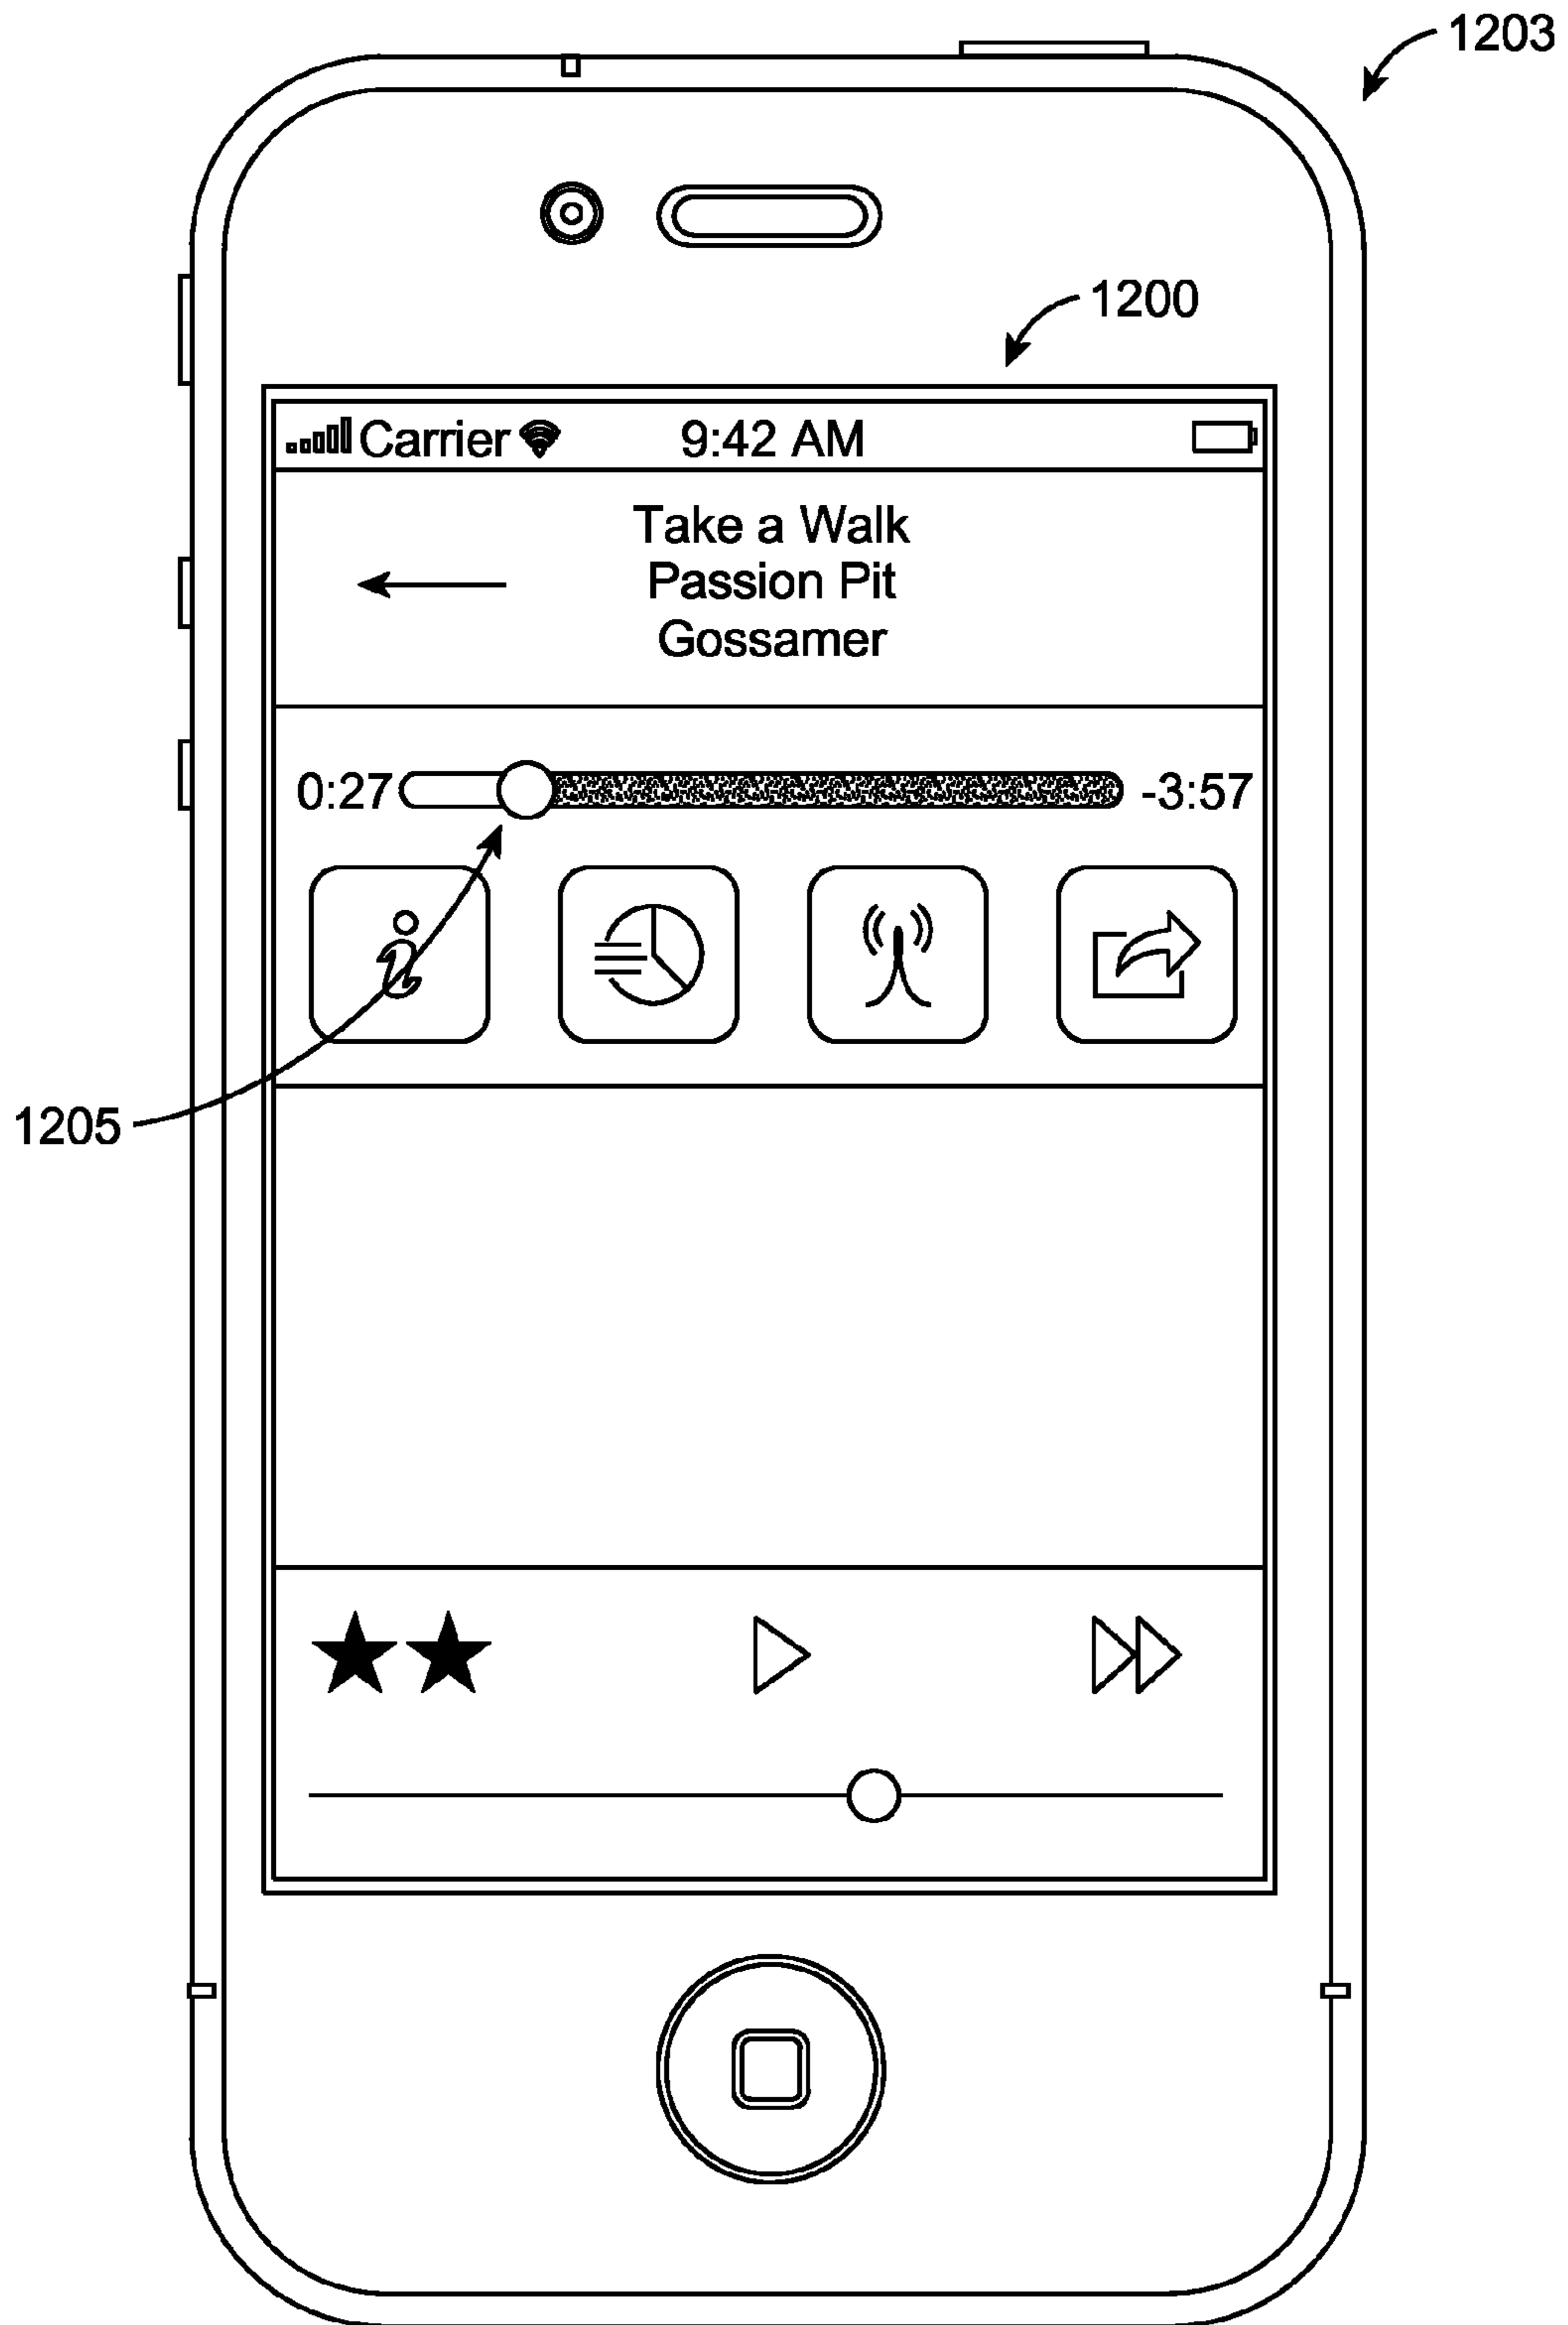 1203
1200
Carrier 9:42 AM
Take a Walk
Passion Pit
Gossamer
0:27 -3:57
i
1205